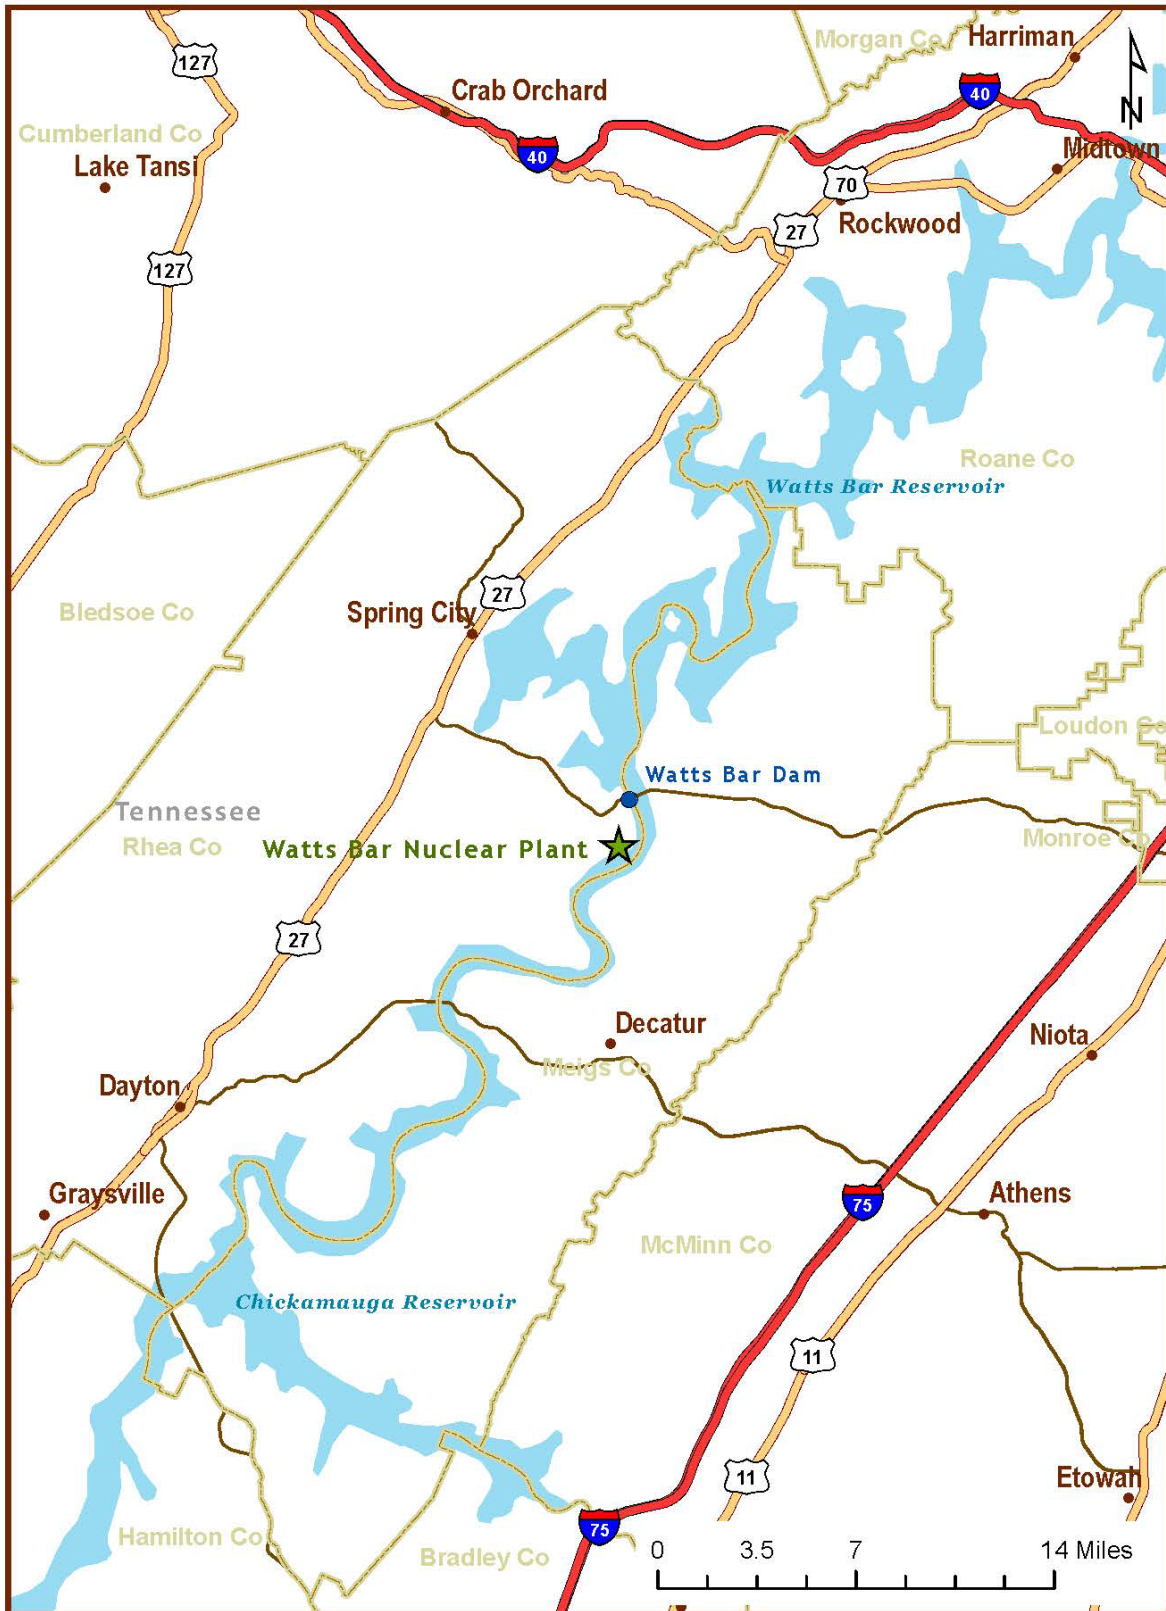 Morgan Co
Harriman
127
Crab Orchard
40
N
Cumberland Co
Lake Tansi
40
Midtown
70
Rockwood
27
127
Roane Co
Watts Bar Reservoir
27
Bledsoe Co
Spring City
Loudon Co
Watts Bar Dam
Tennessee
Rhea Co
Watts Bar Nuclear Plant
Monroe Co
27
Decatur
Niota
Meigs Co
Dayton
Graysville
75
Athens
McMinn Co
Chickamauga Reservoir
11
11
Etowah
75
Hamilton Co
Bradley Co
0 3.5 7 14 Miles